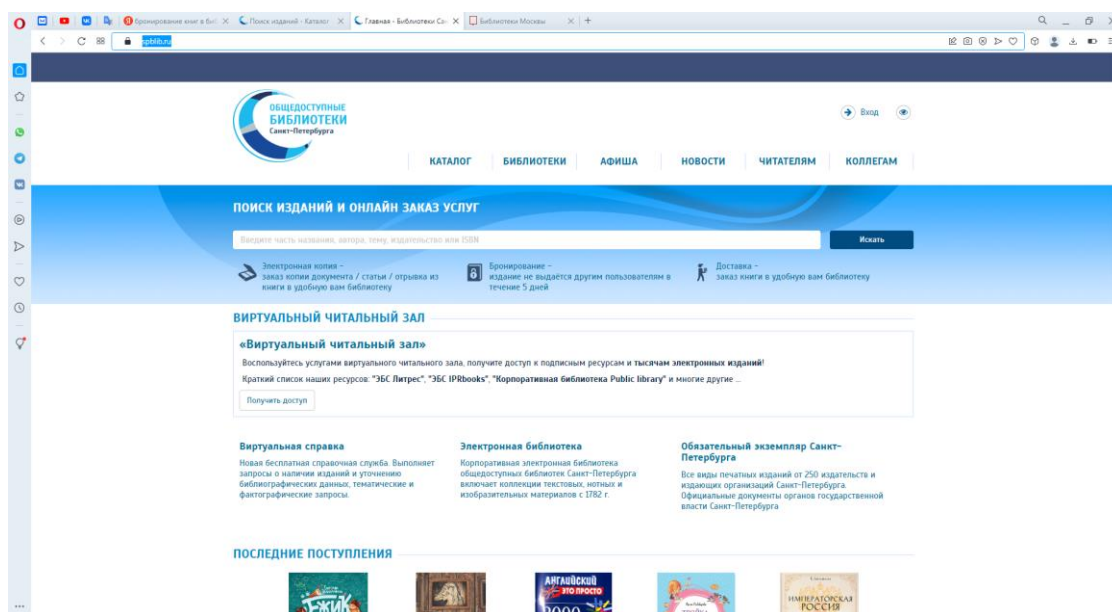 бронирование книг в биб
Поиск изданий - Каталог
Главная - Библиотеки Сан
Библиотеки Москвы
spblib.ru
ОБЩЕДОСТУПНЫЕ
БИБЛИОТЕКИ
Санкт-Петербурга
Вход
КАТАЛОГ БИБЛИОТЕКИ АФИША НОВОСТИ ЧИТАТЕЛЯМ КОЛЛЕГАМ
ПОИСК ИЗДАНИЙ И ОНЛАЙН ЗАКАЗ УСЛУГ
Введите часть названия, автора, тему, издательство или ISBN
Искать
Электронная копия –
заказ копии документа / статьи / отрывка из
книги в удобную вам библиотеку
Бронирование –
издание не выдаётся другим пользователям в
течение 5 дней
Доставка –
заказ книги в удобную вам библиотеку
ВИРТУАЛЬНЫЙ ЧИТАЛЬНЫЙ ЗАЛ
«Виртуальный читальный зал»
Воспользуйтесь услугами виртуального читального зала, получите доступ к подписным ресурсам и тысячам электронных изданий!
Краткий список наших ресурсов: "ЭБС Литрес", "ЭБС IPRbooks", "Корпоративная библиотека Public library" и многие другие ...
Получить доступ
Виртуальная справка
Новая бесплатная справочная служба. Выполняет
запросы о наличии изданий и уточнению
библиографических данных, тематические и
фактографические запросы.
Электронная библиотека
Корпоративная электронная библиотека
общедоступных библиотек Санкт-Петербурга
включает коллекции текстовых, нотных и
изобразительных материалов с 1782 г.
Обязательный экземпляр Санкт-
Петербурга
Все виды печатных изданий от 250 издательств и
издающих организаций Санкт-Петербурга.
Официальные документы органов государственной
власти Санкт-Петербурга
ПОСЛЕДНИЕ ПОСТУПЛЕНИЯ
ЁЖИК
АНГЛИЙСКИЙ
ЭТО ПРОСТО
2000
ИМПЕРАТОРСКАЯ
РОССИЯ